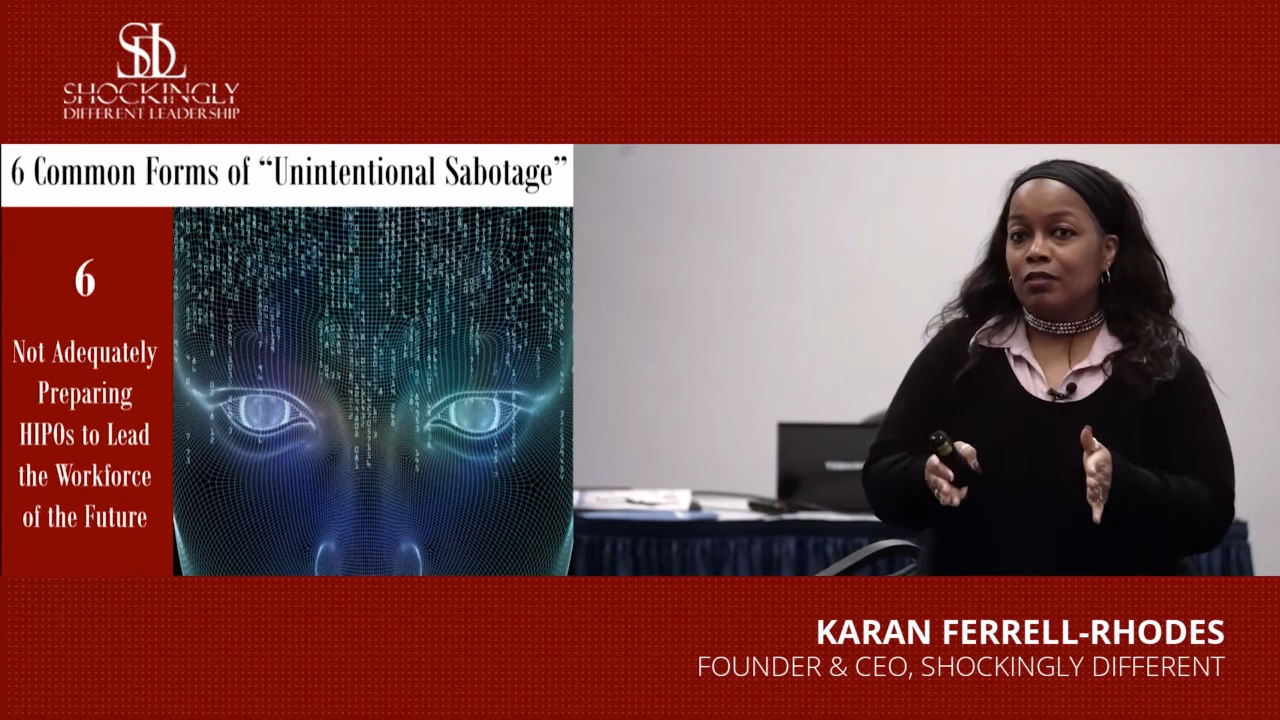 SDL
SHOCKINGLY
DIFFERENT LEADERSHIP
6 Common Forms of “Unintentional Sabotage”
6
Not Adequately
Preparing
HIPOs to Lead
the Workforce
of the Future
KARAN FERRELL-RHODES
FOUNDER & CEO, SHOCKINGLY DIFFERENT